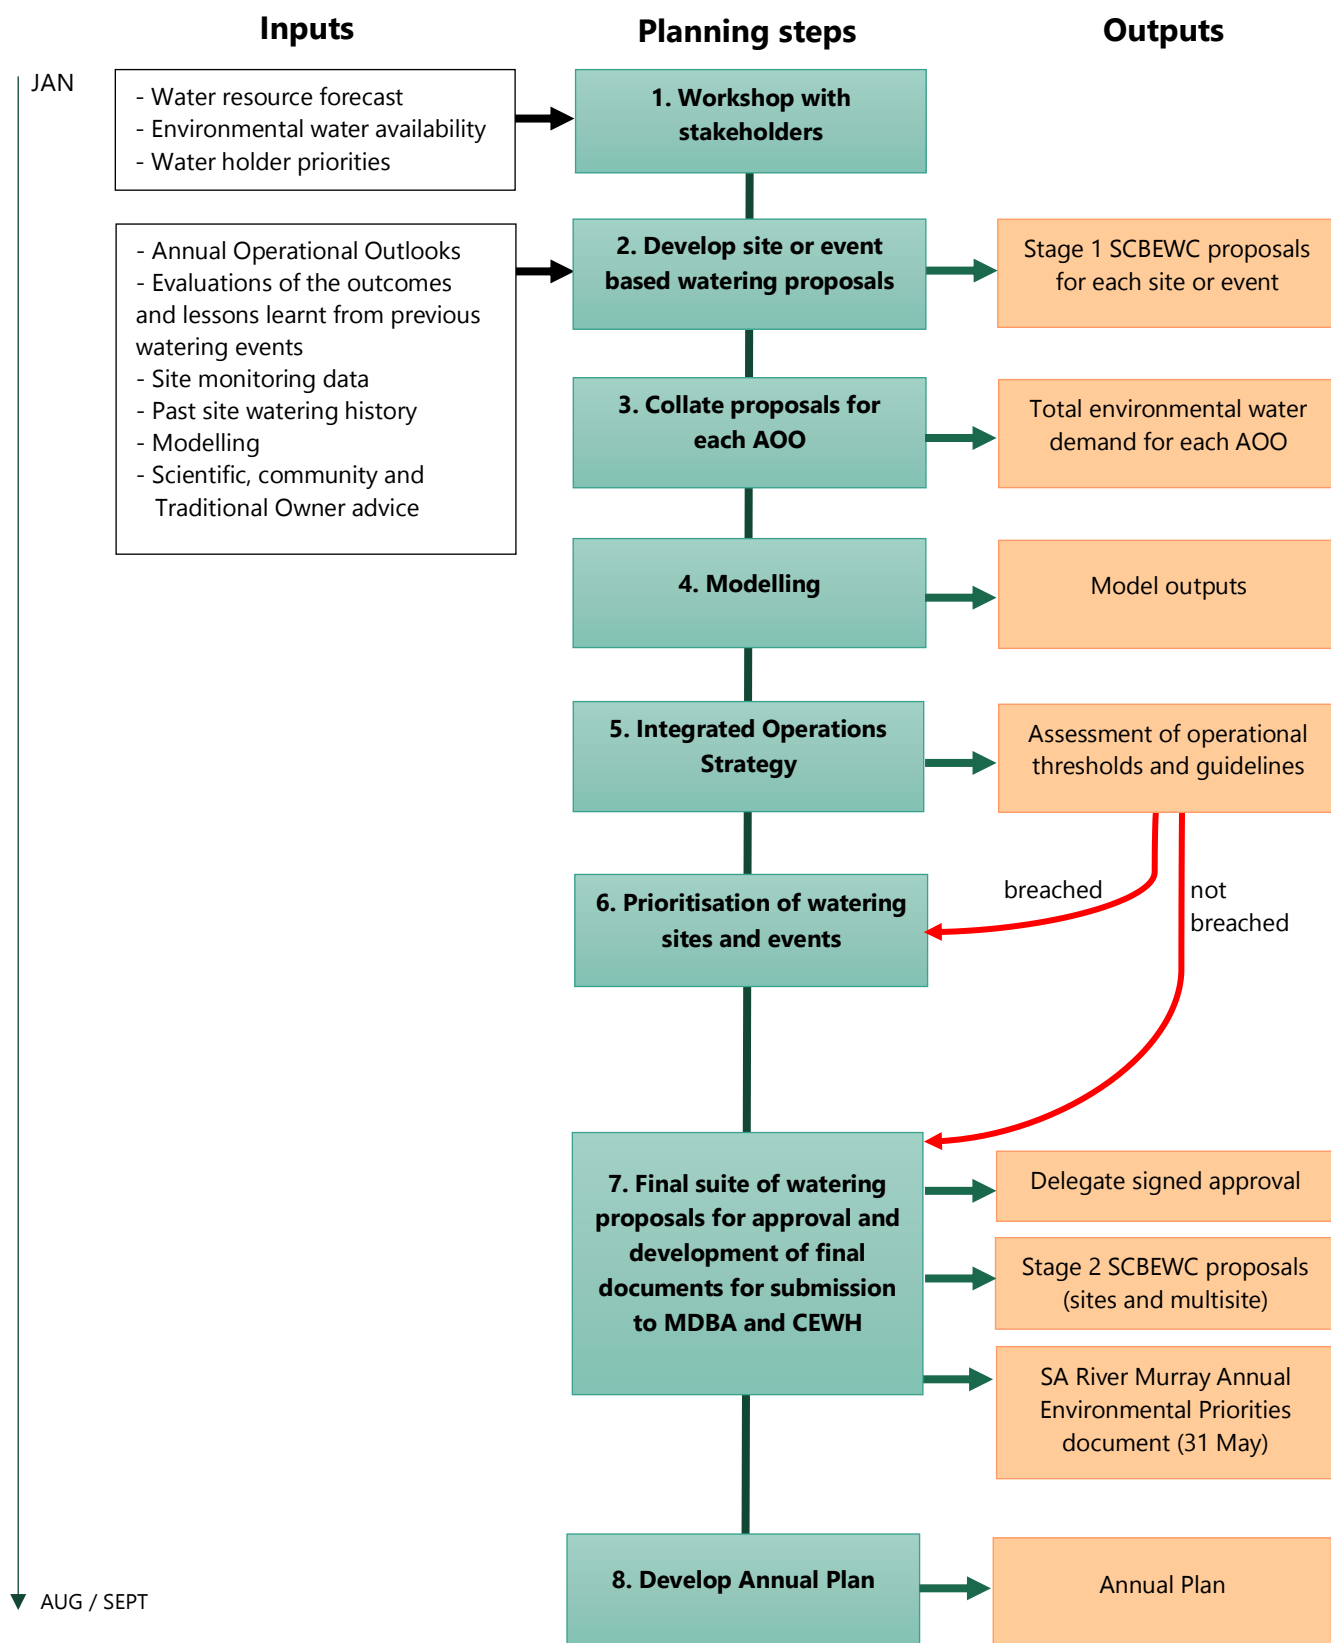 Inputs
Planning steps
Outputs
JAN
- Water resource forecast
- Environmental water availability
- Water holder priorities
1. Workshop with
stakeholders
- Annual Operational Outlooks
- Evaluations of the outcomes
and lessons learnt from previous
watering events
- Site monitoring data
- Past site watering history
- Modelling
- Scientific, community and
Traditional Owner advice
2. Develop site or event
based watering proposals
Stage 1 SCBEWC proposals
for each site or event
3. Collate proposals for
each AOO
Total environmental water
demand for each AOO
4. Modelling
Model outputs
5. Integrated Operations
Strategy
Assessment of operational
thresholds and guidelines
breached
not
breached
6. Prioritisation of watering
sites and events
7. Final suite of watering
proposals for approval and
development of final
documents for submission
to MDBA and CEWH
Delegate signed approval
Stage 2 SCBEWC proposals
(sites and multisite)
SA River Murray Annual
Environmental Priorities
document (31 May)
8. Develop Annual Plan
Annual Plan
AUG / SEPT